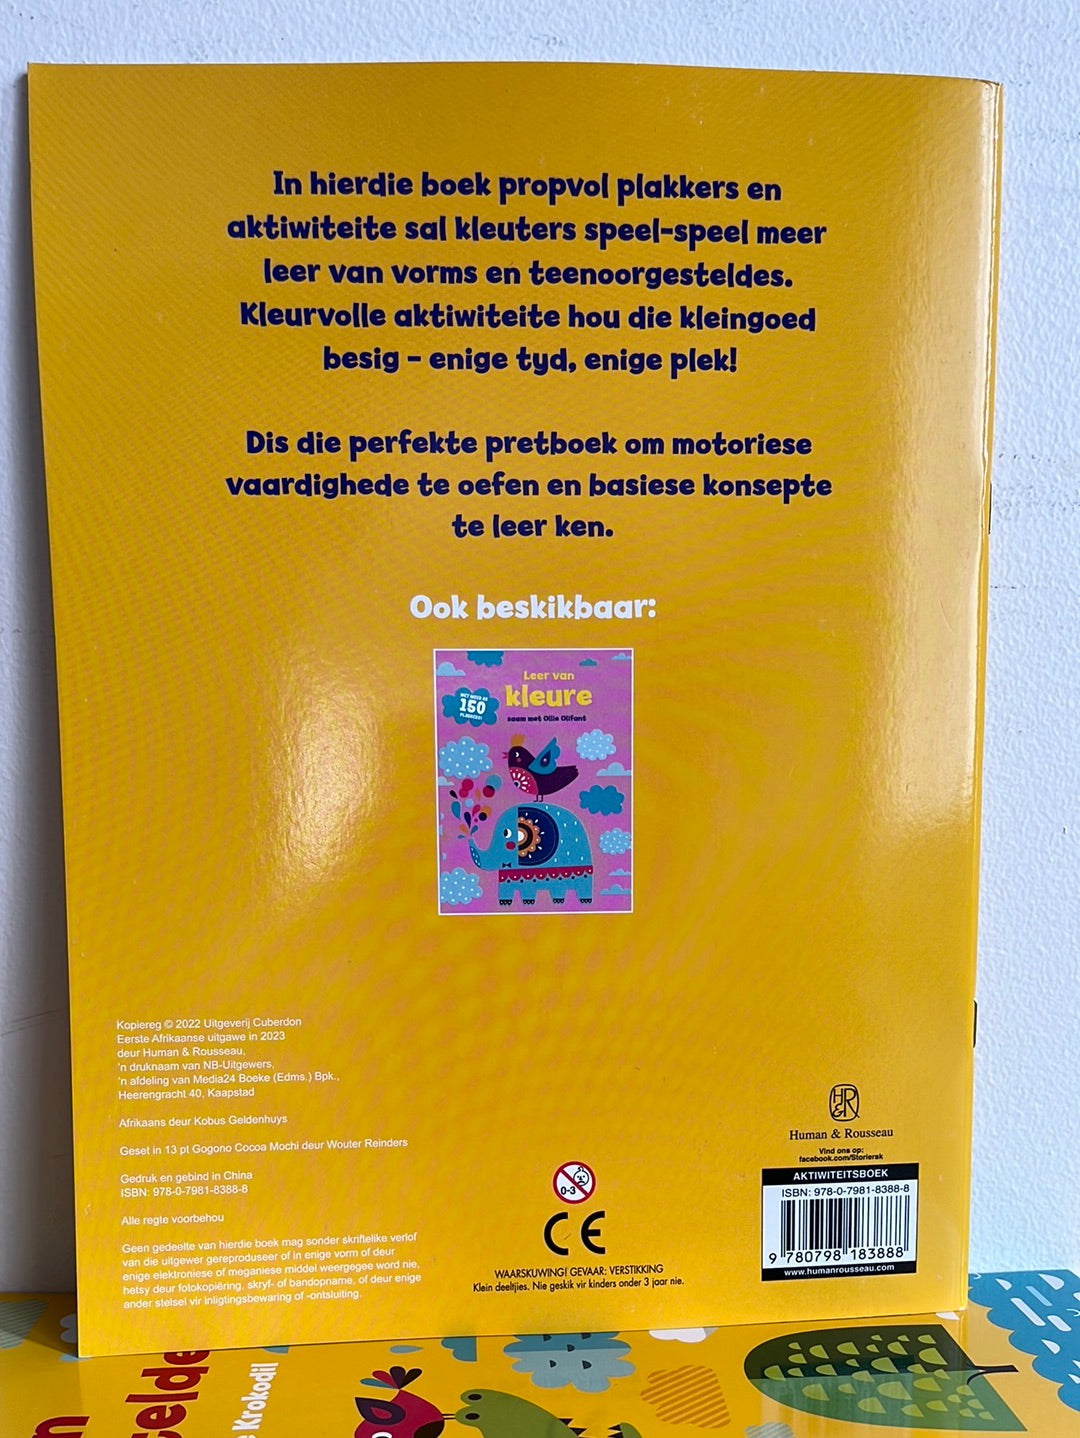 In hierdie boek propvol plakkers en
aktiwiteite sal kleuters speel-speel meer
leer van vorms en teenoorgesteldes.
Kleurvolle aktiwiteite hou die kleingoed
besig – enige tyd, enige plek!
Dis die perfekte pretboek om motoriese
vaardighede te oefen en basiese konsepte
te leer ken.
Ook beskikbaar:
Leer van
kleure
saam met Ollie Olifant
MET MEER AS
150
PLAKKERS!
Kopiereg © 2022 Uitgeverij Cuberdon
Eerste Afrikaanse uitgawe in 2023
deur Human & Rousseau,
'n druknaam van NB-Uitgewers,
'n afdeling van Media24 Boeke (Edms.) Bpk.,
Heerengracht 40, Kaapstad
Afrikaans deur Kobus Geldenhuys
Geset in 13 pt Gogono Cocoa Mochi deur Wouter Reinders
Gedruk en gebind in China
ISBN: 978-0-7981-8388-8
Alle regte voorbehou
Geen gedeelte van hierdie boek mag sonder skriftelike verlof
van die uitgewer gereproduseer of in enige vorm of deur
enige elektroniese of meganiese middel weergegee word nie,
hetsy deur fotokopiëring, skryf- of bandopname, of deur enige
ander stelsel vir inligtingsbewaring of -ontsluiting.
0-3
CE
WAARSKUWING! GEVAAR: VERSTIKKING
Klein deeltjies. Nie geskik vir kinders onder 3 jaar nie.
H&R
Human & Rousseau
Vind ons op:
facebook.com/Storierak
AKTIWITEITSBOEK
ISBN: 978-0-7981-8388-8
9 780798 183888
www.humanrousseau.com
Krokodil